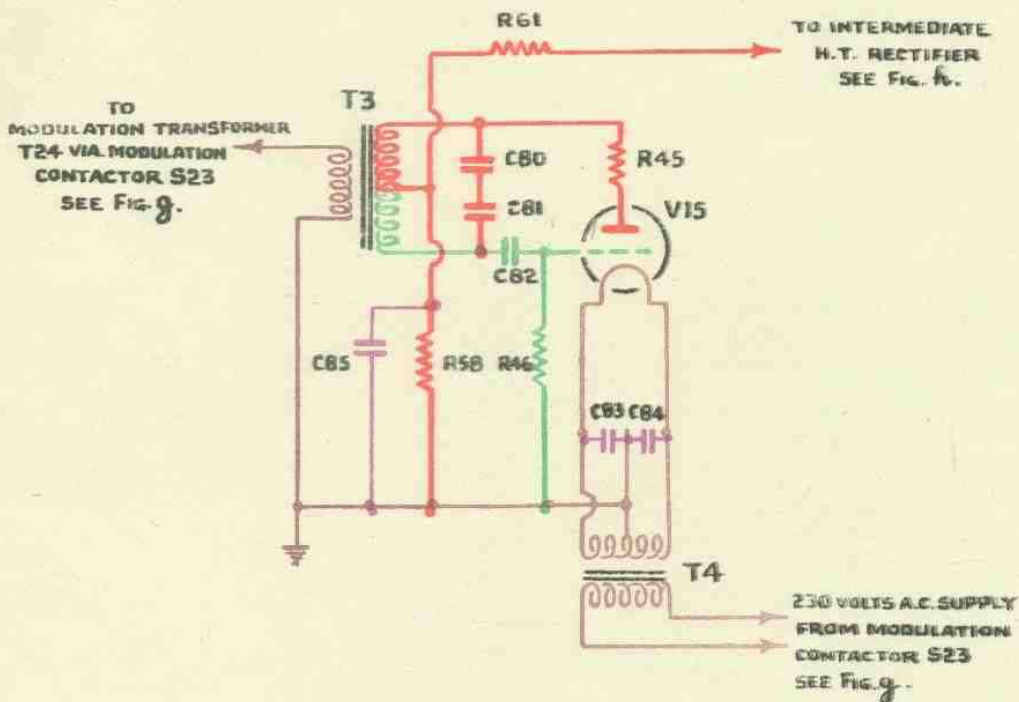 R61
TO INTERMEDIATE
H.T. RECTIFIER
SEE FIG. h.
TO
MODULATION TRANSFORMER
T24 VIA MODULATION
CONTACTOR S23
SEE FIG. g.
T3
C80
R45
C81
V15
C82
C85
R58
R46
C83
C84
T4
230 VOLTS A.C. SUPPLY
FROM MODULATION
CONTACTOR S23
SEE FIG. g.